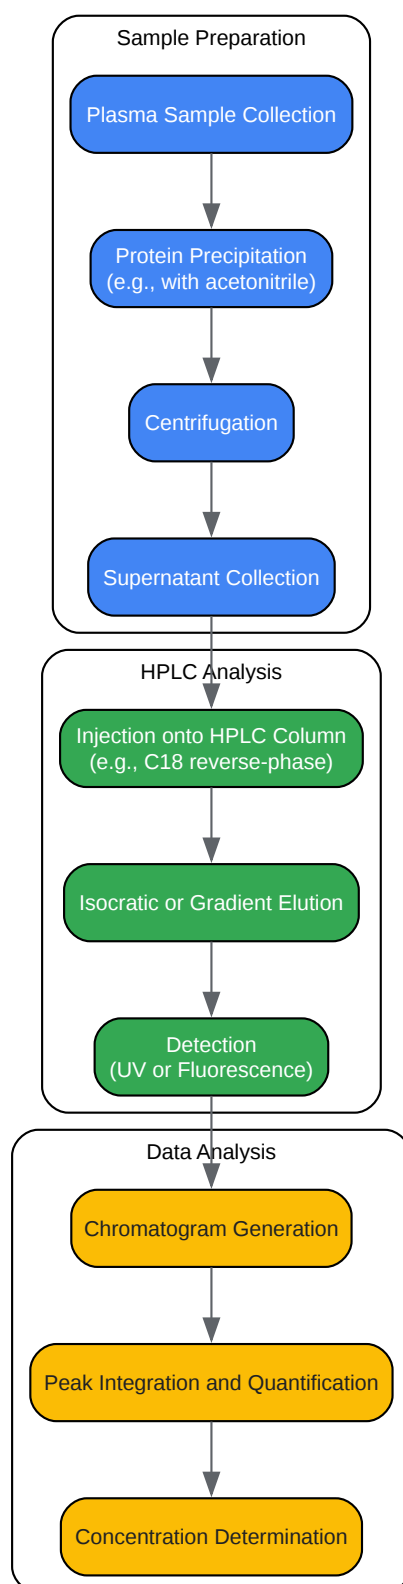 Sample Preparation
Plasma Sample Collection
Protein Precipitation
(e.g., with acetonitrile)
Centrifugation
Supernatant Collection
HPLC Analysis
Injection onto HPLC Column
(e.g., C18 reverse-phase)
Isocratic or Gradient Elution
Detection
(UV or Fluorescence)
Data Analysis
Chromatogram Generation
Peak Integration and Quantification
Concentration Determination